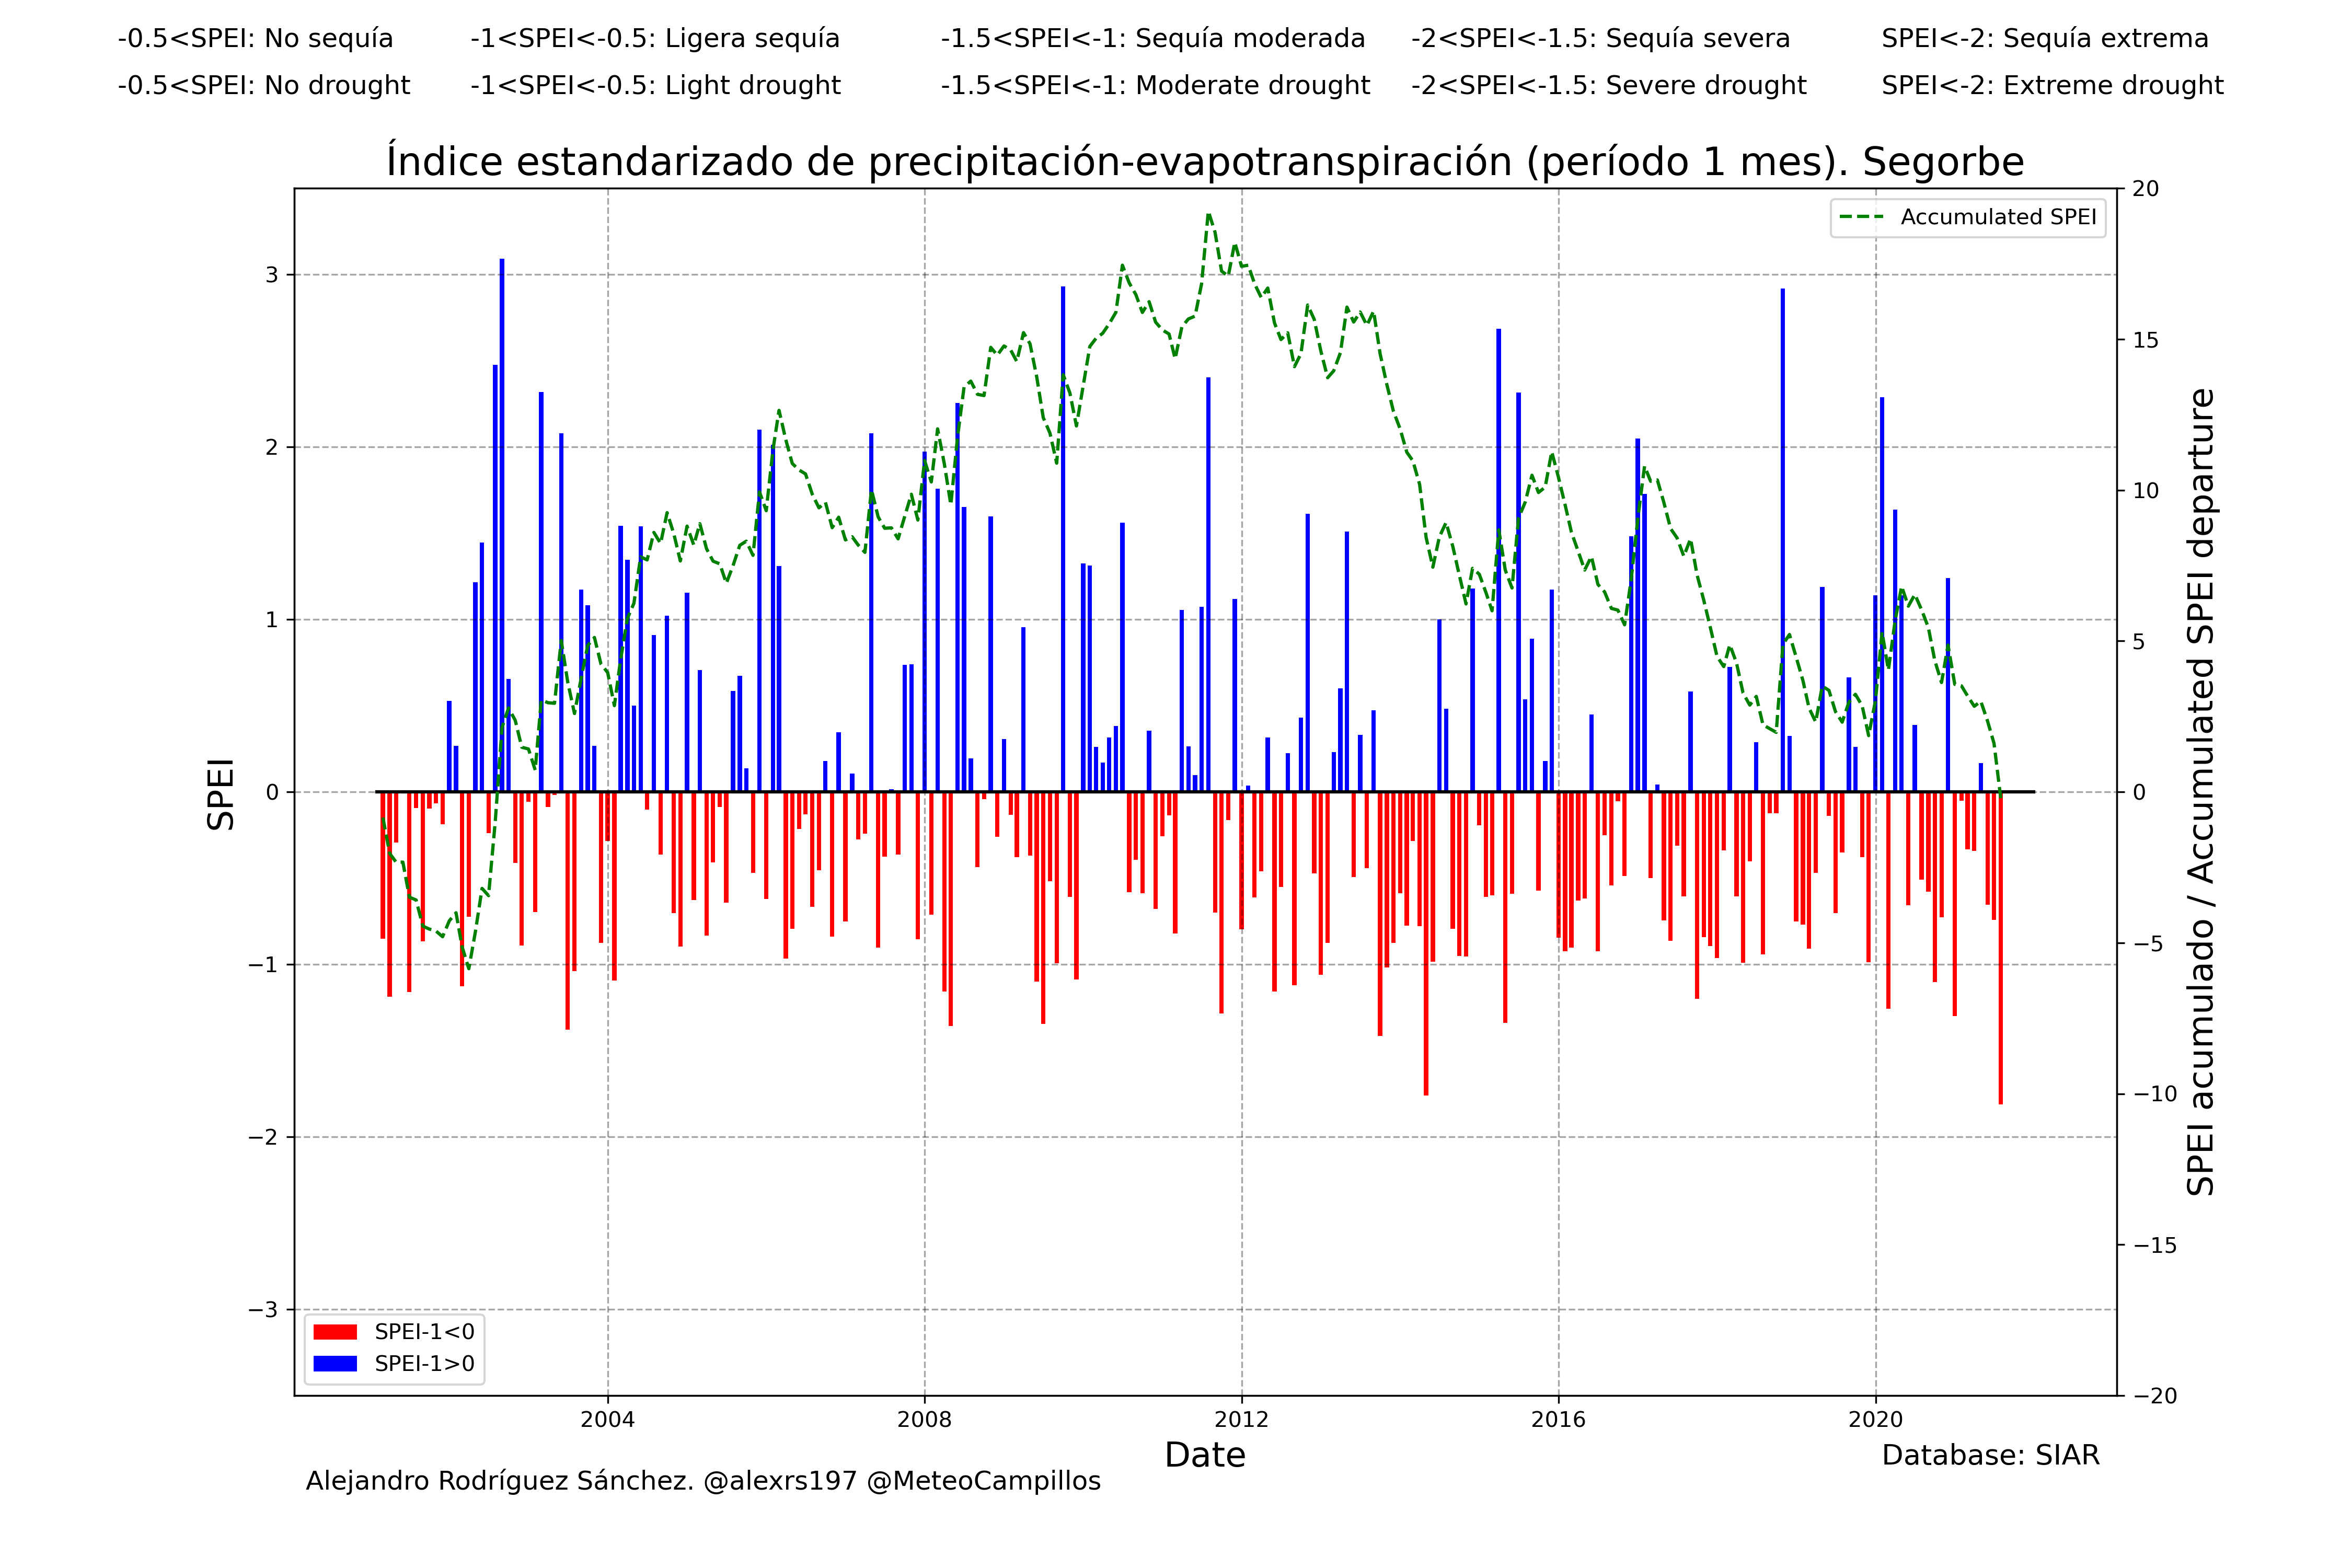 -0.5<SPEI: No sequía -1<SPEI<-0.5: Ligera sequía -1.5<SPEI<-1: Sequía moderada -2<SPEI<-1.5: Sequía severa SPEI<-2: Sequía extrema
-0.5<SPEI: No drought -1<SPEI<-0.5: Light drought -1.5<SPEI<-1: Moderate drought -2<SPEI<-1.5: Severe drought SPEI<-2: Extreme drought
Índice estandarizado de precipitación-evapotranspiración (período 1 mes). Segorbe
Accumulated SPEI
SPEI
3
2
1
0
−1
−2
−3
20
15
10
5
0
−5
−10
−15
−20
SPEI acumulado / Accumulated SPEI departure
SPEI-1<0
SPEI-1>0
2004 2008 2012 2016 2020
Date
Database: SIAR
Alejandro Rodríguez Sánchez. @alexrs197 @MeteoCampillos